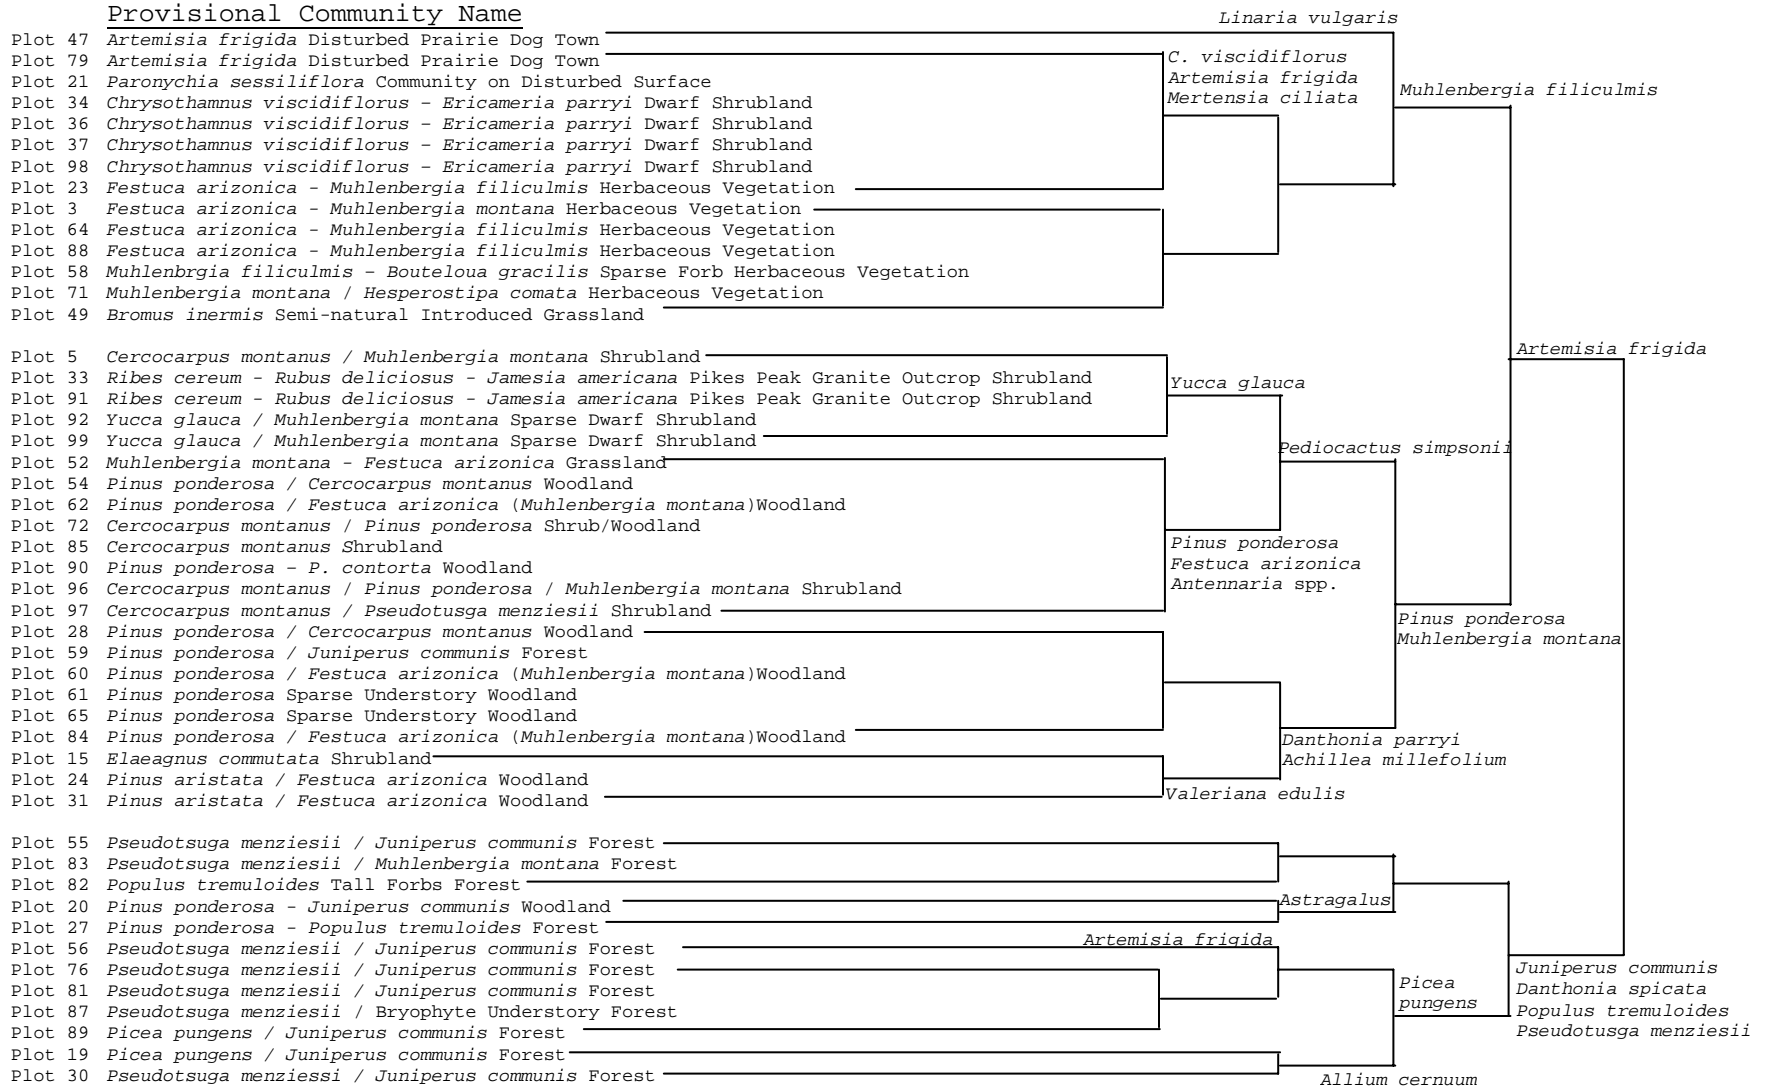 Provisional Community Name
Linaria vulgaris
Plot 47 Artemisia frigida Disturbed Prairie Dog Town
Plot 79 Artemisia frigida Disturbed Prairie Dog Town
C. viscidiflorus
Plot 21 Paronychia sessiliflora Community on Disturbed Surface
Artemisia frigida
Muhlenbergia filiculmis
Plot 34 Chrysothamnus viscidiflorus – Ericameria parryi Dwarf Shrubland
Mertensia ciliata
Plot 36 Chrysothamnus viscidiflorus – Ericameria parryi Dwarf Shrubland
Plot 37 Chrysothamnus viscidiflorus – Ericameria parryi Dwarf Shrubland
Plot 98 Chrysothamnus viscidiflorus – Ericameria parryi Dwarf Shrubland
Plot 23 Festuca arizonica - Muhlenbergia filiculmis Herbaceous Vegetation
Plot 3 Festuca arizonica - Muhlenbergia montana Herbaceous Vegetation
Plot 64 Festuca arizonica - Muhlenbergia filiculmis Herbaceous Vegetation
Plot 88 Festuca arizonica - Muhlenbergia filiculmis Herbaceous Vegetation
Plot 58 Muhlenbrgia filiculmis – Bouteloua gracilis Sparse Forb Herbaceous Vegetation
Plot 71 Muhlenbergia montana / Hesperostipa comata Herbaceous Vegetation
Plot 49 Bromus inermis Semi-natural Introduced Grassland
Artemisia frigida
Plot 5 Cercocarpus montanus / Muhlenbergia montana Shrubland
Plot 33 Ribes cereum - Rubus deliciosus - Jamesia americana Pikes Peak Granite Outcrop Shrubland
Yucca glauca
Plot 91 Ribes cereum - Rubus deliciosus - Jamesia americana Pikes Peak Granite Outcrop Shrubland
Plot 92 Yucca glauca / Muhlenbergia montana Sparse Dwarf Shrubland
Plot 99 Yucca glauca / Muhlenbergia montana Sparse Dwarf Shrubland
Pediocactus simpsonii
Plot 52 Muhlenbergia montana – Festuca arizonica Grassland
Plot 54 Pinus ponderosa / Cercocarpus montanus Woodland
Plot 62 Pinus ponderosa / Festuca arizonica (Muhlenbergia montana)Woodland
Plot 72 Cercocarpus montanus / Pinus ponderosa Shrub/Woodland
Plot 85 Cercocarpus montanus Shrubland
Pinus ponderosa
Plot 90 Pinus ponderosa – P. contorta Woodland
Festuca arizonica
Plot 96 Cercocarpus montanus / Pinus ponderosa / Muhlenbergia montana Shrubland
Antennaria spp.
Plot 97 Cercocarpus montanus / Pseudotusga menziesii Shrubland
Pinus ponderosa
Plot 28 Pinus ponderosa / Cercocarpus montanus Woodland
Muhlenbergia montana
Plot 59 Pinus ponderosa / Juniperus communis Forest
Plot 60 Pinus ponderosa / Festuca arizonica (Muhlenbergia montana)Woodland
Plot 61 Pinus ponderosa Sparse Understory Woodland
Plot 65 Pinus ponderosa Sparse Understory Woodland
Plot 84 Pinus ponderosa / Festuca arizonica (Muhlenbergia montana)Woodland
Danthonia parryi
Plot 15 Elaeagnus commutata Shrubland
Achillea millefolium
Plot 24 Pinus aristata / Festuca arizonica Woodland
Plot 31 Pinus aristata / Festuca arizonica Woodland
Valeriana edulis
Plot 55 Pseudotsuga menziesii / Juniperus communis Forest
Plot 83 Pseudotsuga menziesii / Muhlenbergia montana Forest
Plot 82 Populus tremuloides Tall Forbs Forest
Plot 20 Pinus ponderosa - Juniperus communis Woodland
Astragalus
Plot 27 Pinus ponderosa - Populus tremuloides Forest
Artemisia frigida
Plot 56 Pseudotsuga menziesii / Juniperus communis Forest
Plot 76 Pseudotsuga menziesii / Juniperus communis Forest
Juniperus communis
Picea
Plot 81 Pseudotsuga menziesii / Juniperus communis Forest
Danthonia spicata
pungens
Plot 87 Pseudotsuga menziesii / Bryophyte Understory Forest
Populus tremuloides
Plot 89 Picea pungens / Juniperus communis Forest
Pseudotusga menziesii
Plot 19 Picea pungens / Juniperus communis Forest
Plot 30 Pseudotsuga menziessi / Juniperus communis Forest
Allium cernuum